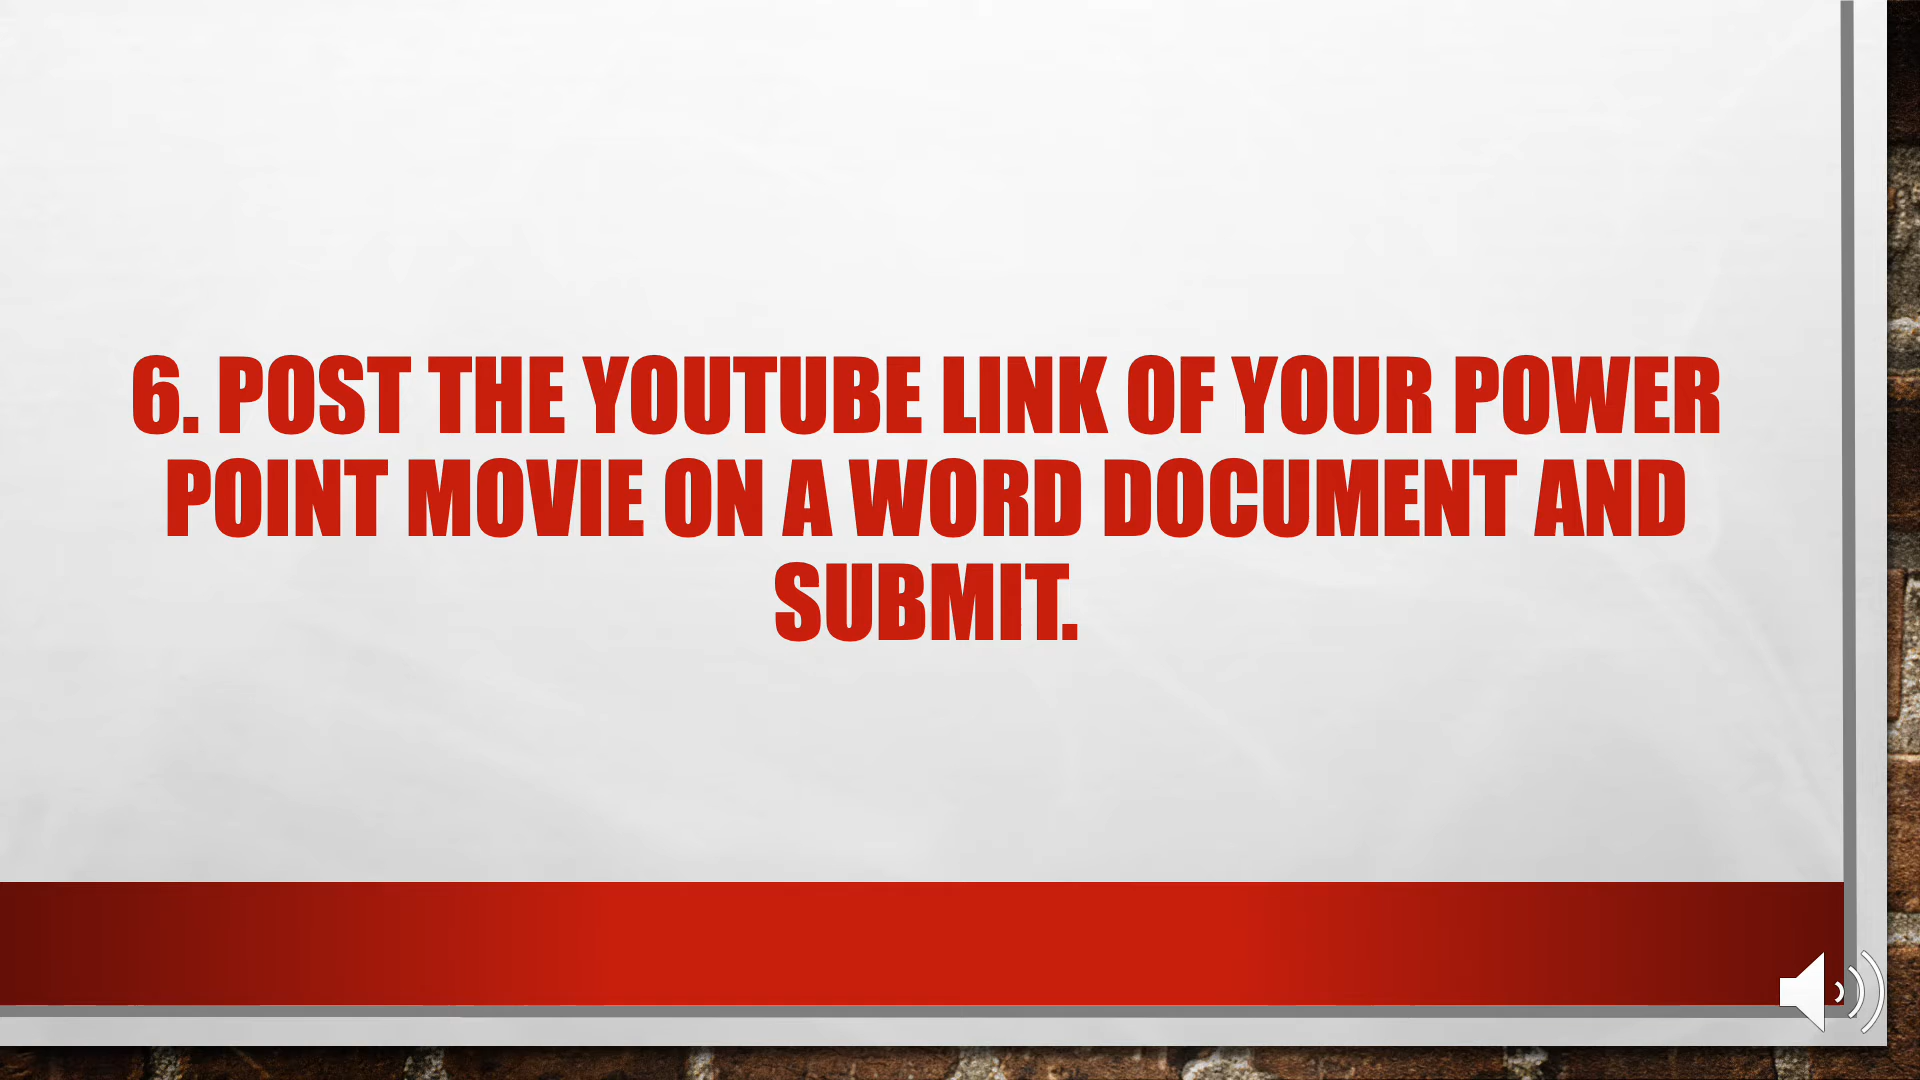 6. POST THE YOUTUBE LINK OF YOUR POWER
POINT MOVIE ON A WORD DOCUMENT AND
SUBMIT.